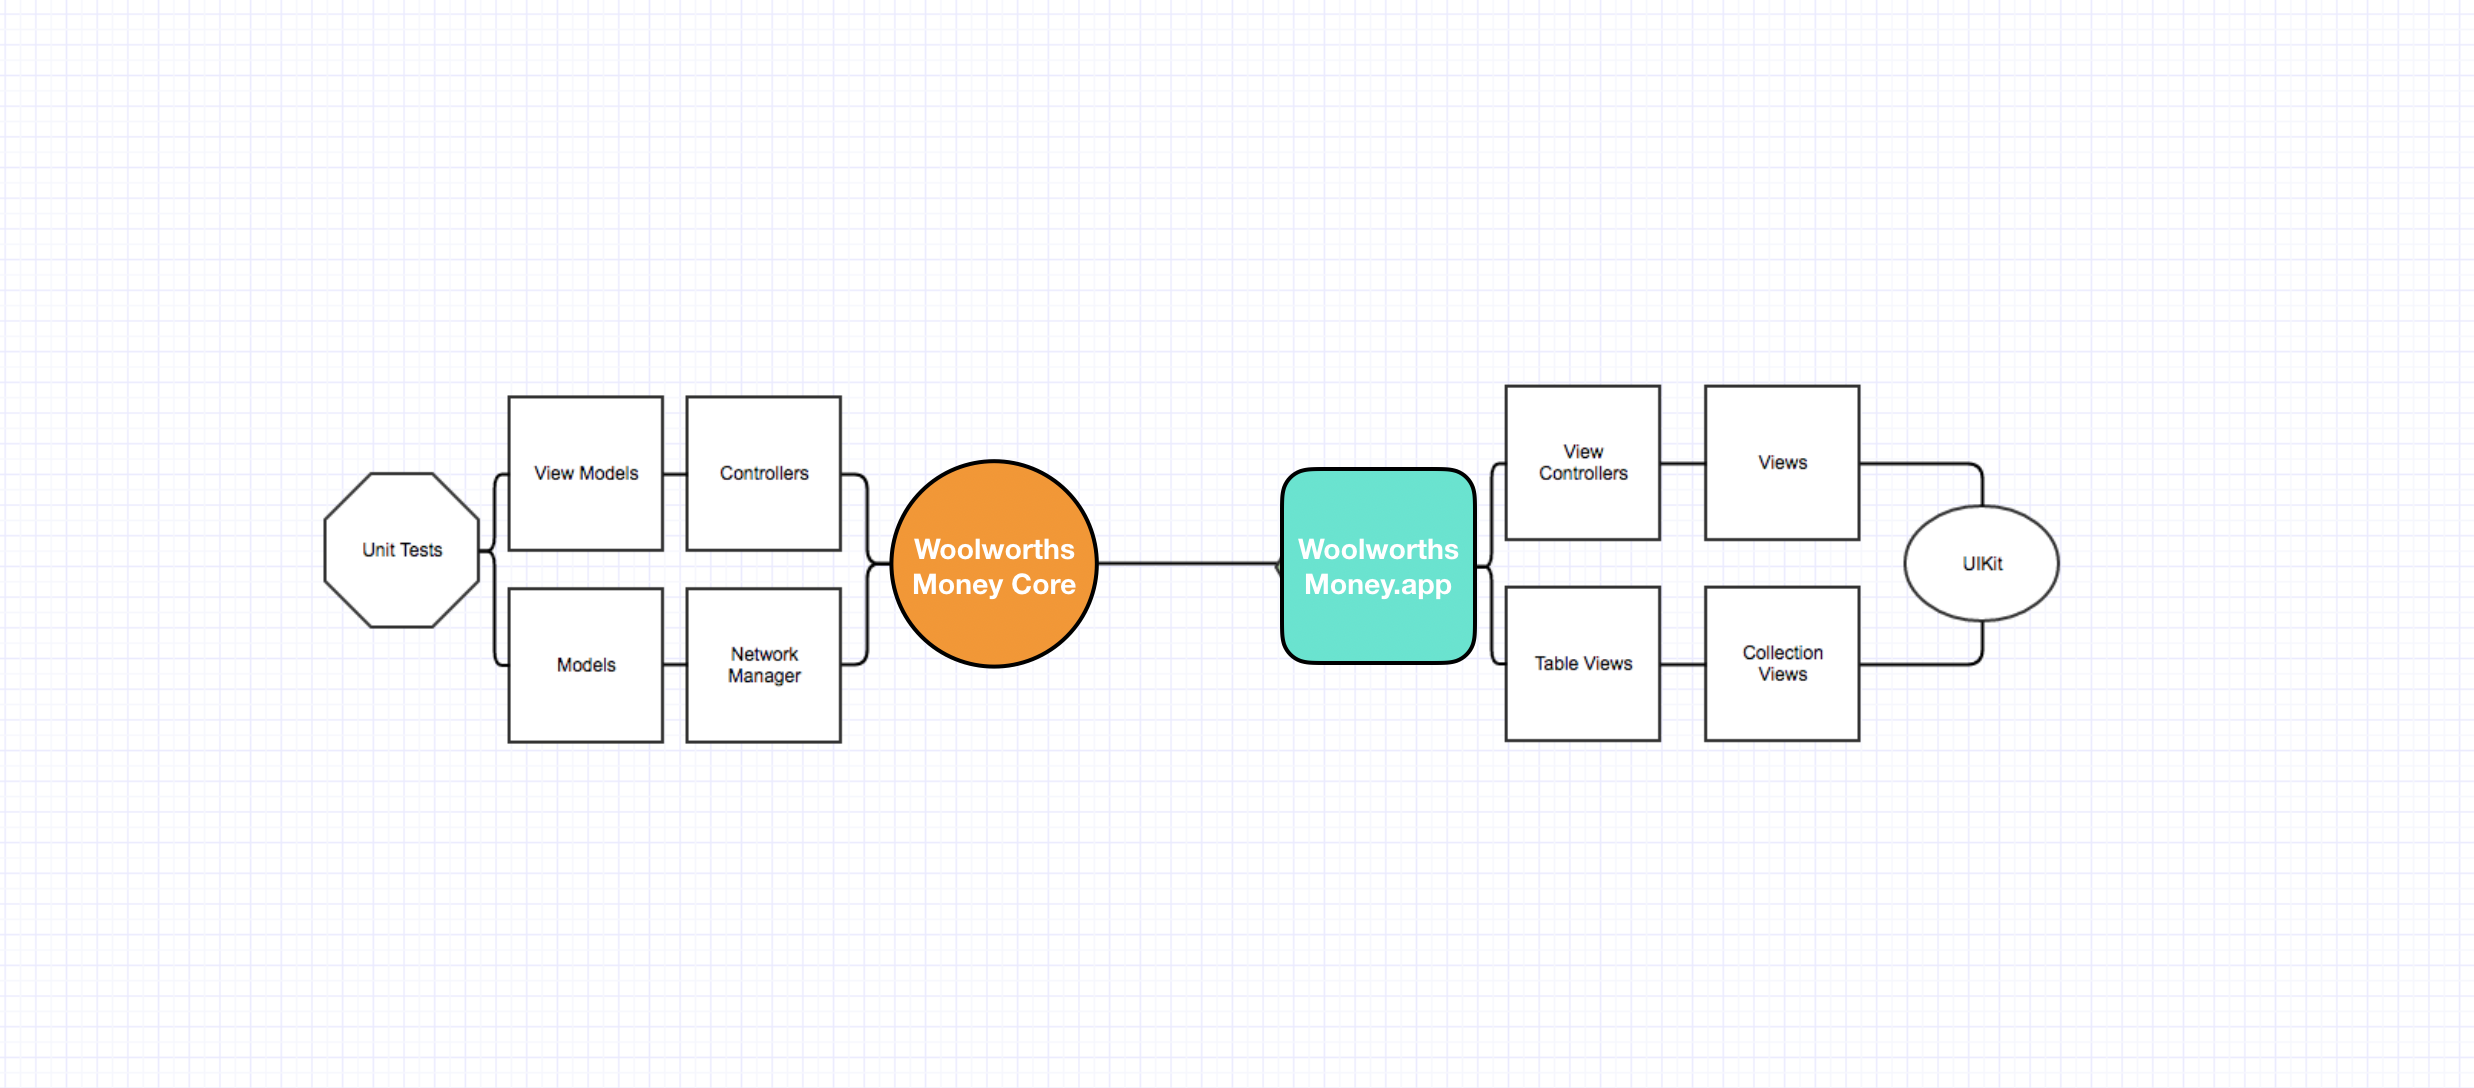 Unit Tests
View Models
Controllers
Models
Network
Manager
Woolworths
Money Core
Woolworths
Money.app
View
Controllers
Views
Table Views
Collection
Views
UIKit